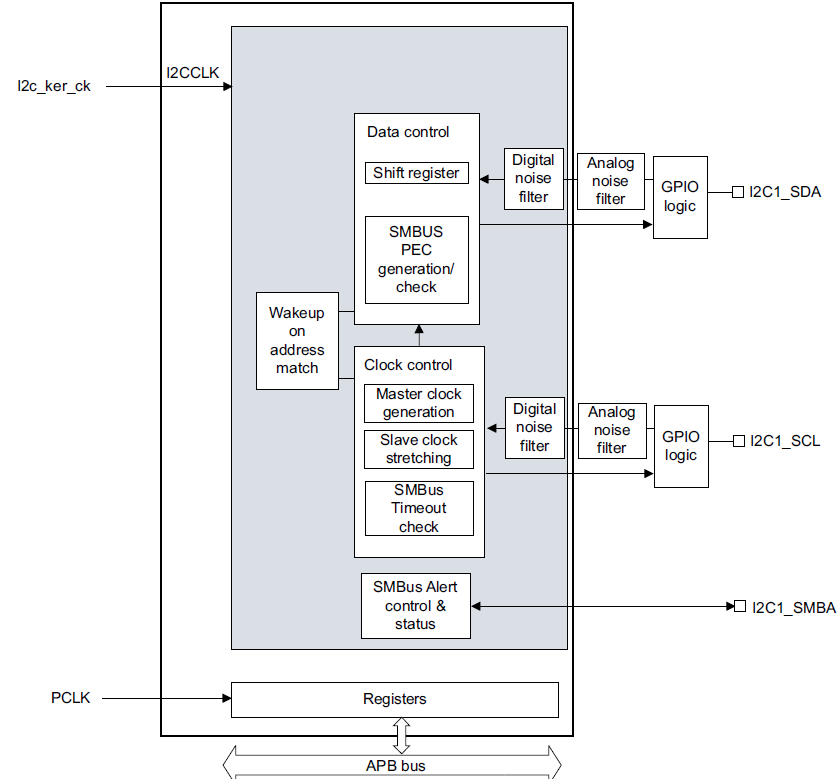 I2c_ker_ck
I2CCLK
Data control
Shift register
SMBUS
PEC
generation/
check
Digital
noise
filter
Analog
noise
filter
GPIO
logic
I2C1_SDA
Wakeup
on
address
match
Clock control
Master clock
generation
Slave clock
stretching
SMBus
Timeout
check
Digital
noise
filter
Analog
noise
filter
GPIO
logic
I2C1_SCL
SMBus Alert
control &
status
I2C1_SMBA
PCLK
Registers
APB bus